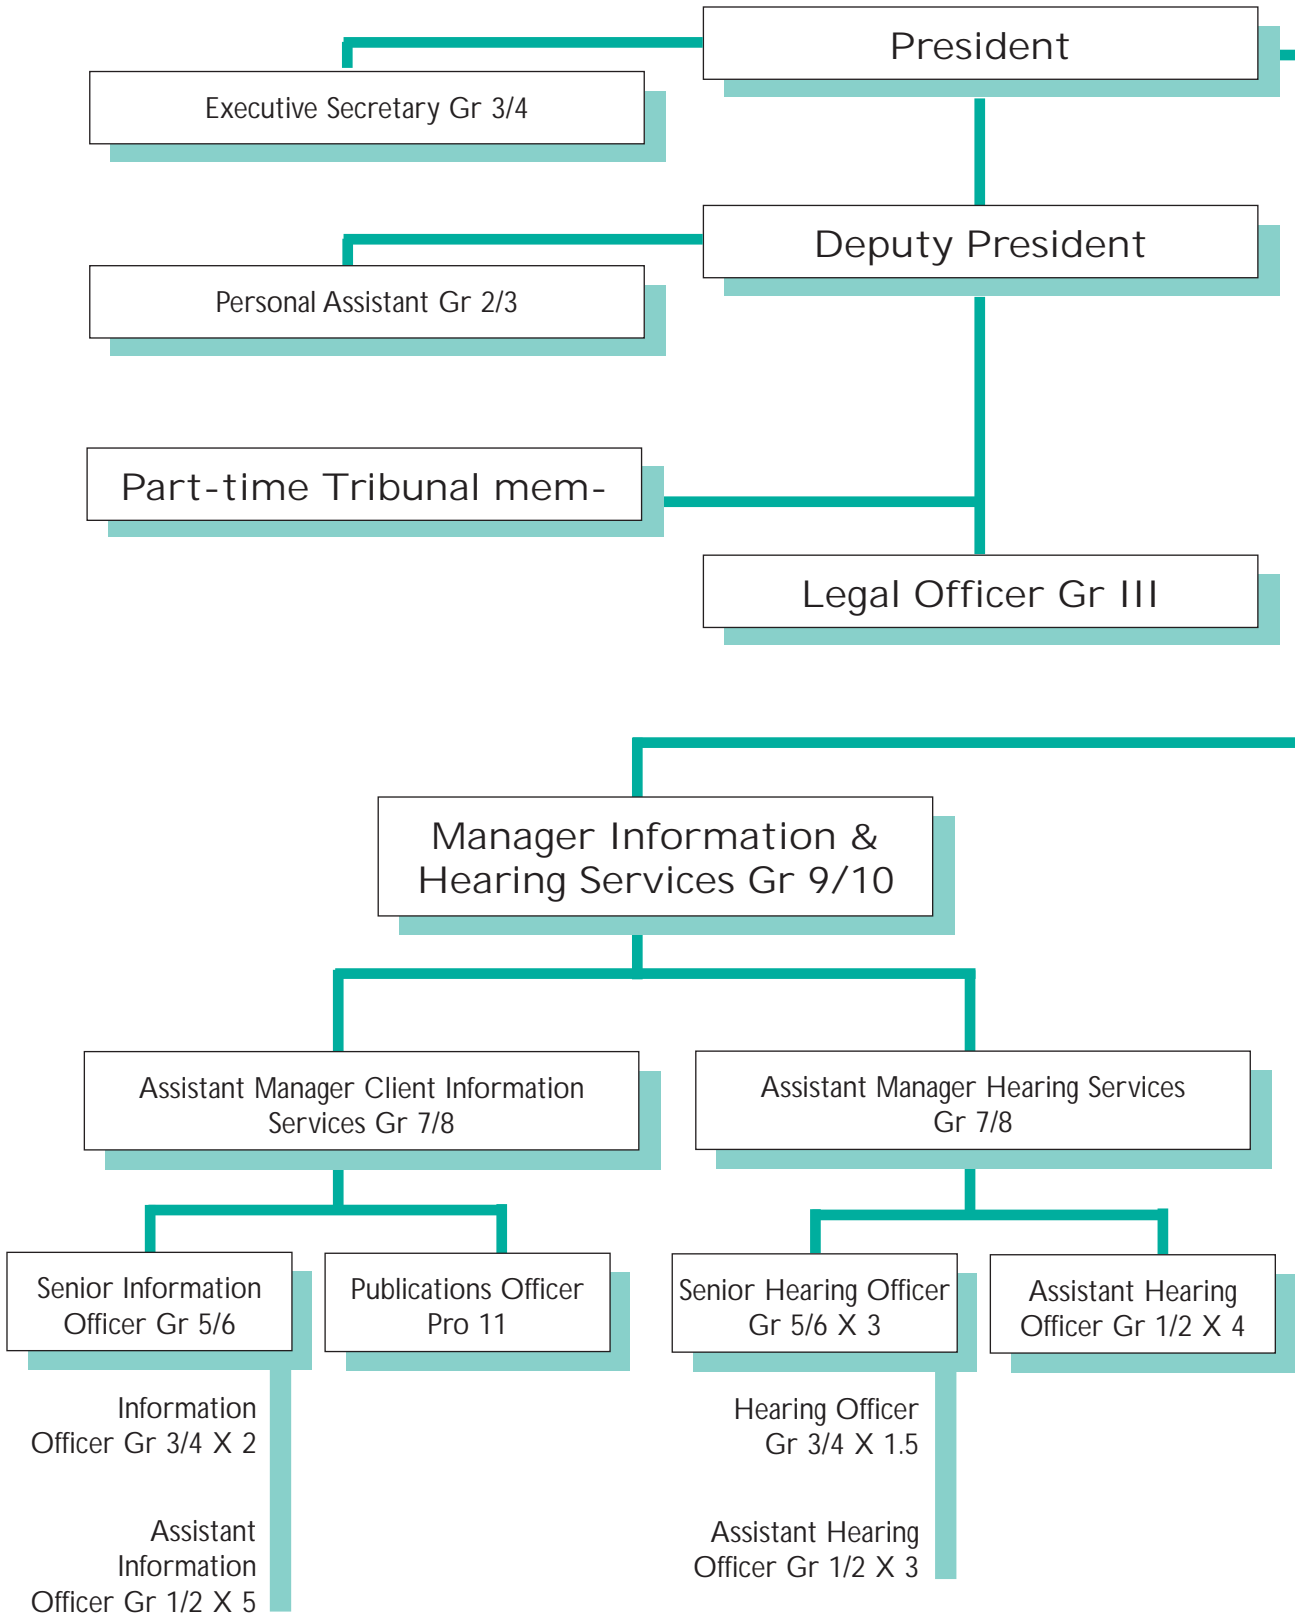 President
Executive Secretary Gr 3/4
Deputy President
Personal Assistant Gr 2/3
Part-time Tribunal mem-
Legal Officer Gr III
Manager Information &
Hearing Services Gr 9/10
Assistant Manager Client Information
Services Gr 7/8
Assistant Manager Hearing Services
Gr 7/8
Senior Information
Officer Gr 5/6
Publications Officer
Pro 11
Senior Hearing Officer
Gr 5/6 X 3
Assistant Hearing
Officer Gr 1/2 X 4
Information
Officer Gr 3/4 X 2
Assistant
Information
Officer Gr 1/2 X 5
Hearing Officer
Gr 3/4 X 1.5
Assistant Hearing
Officer Gr 1/2 X 3